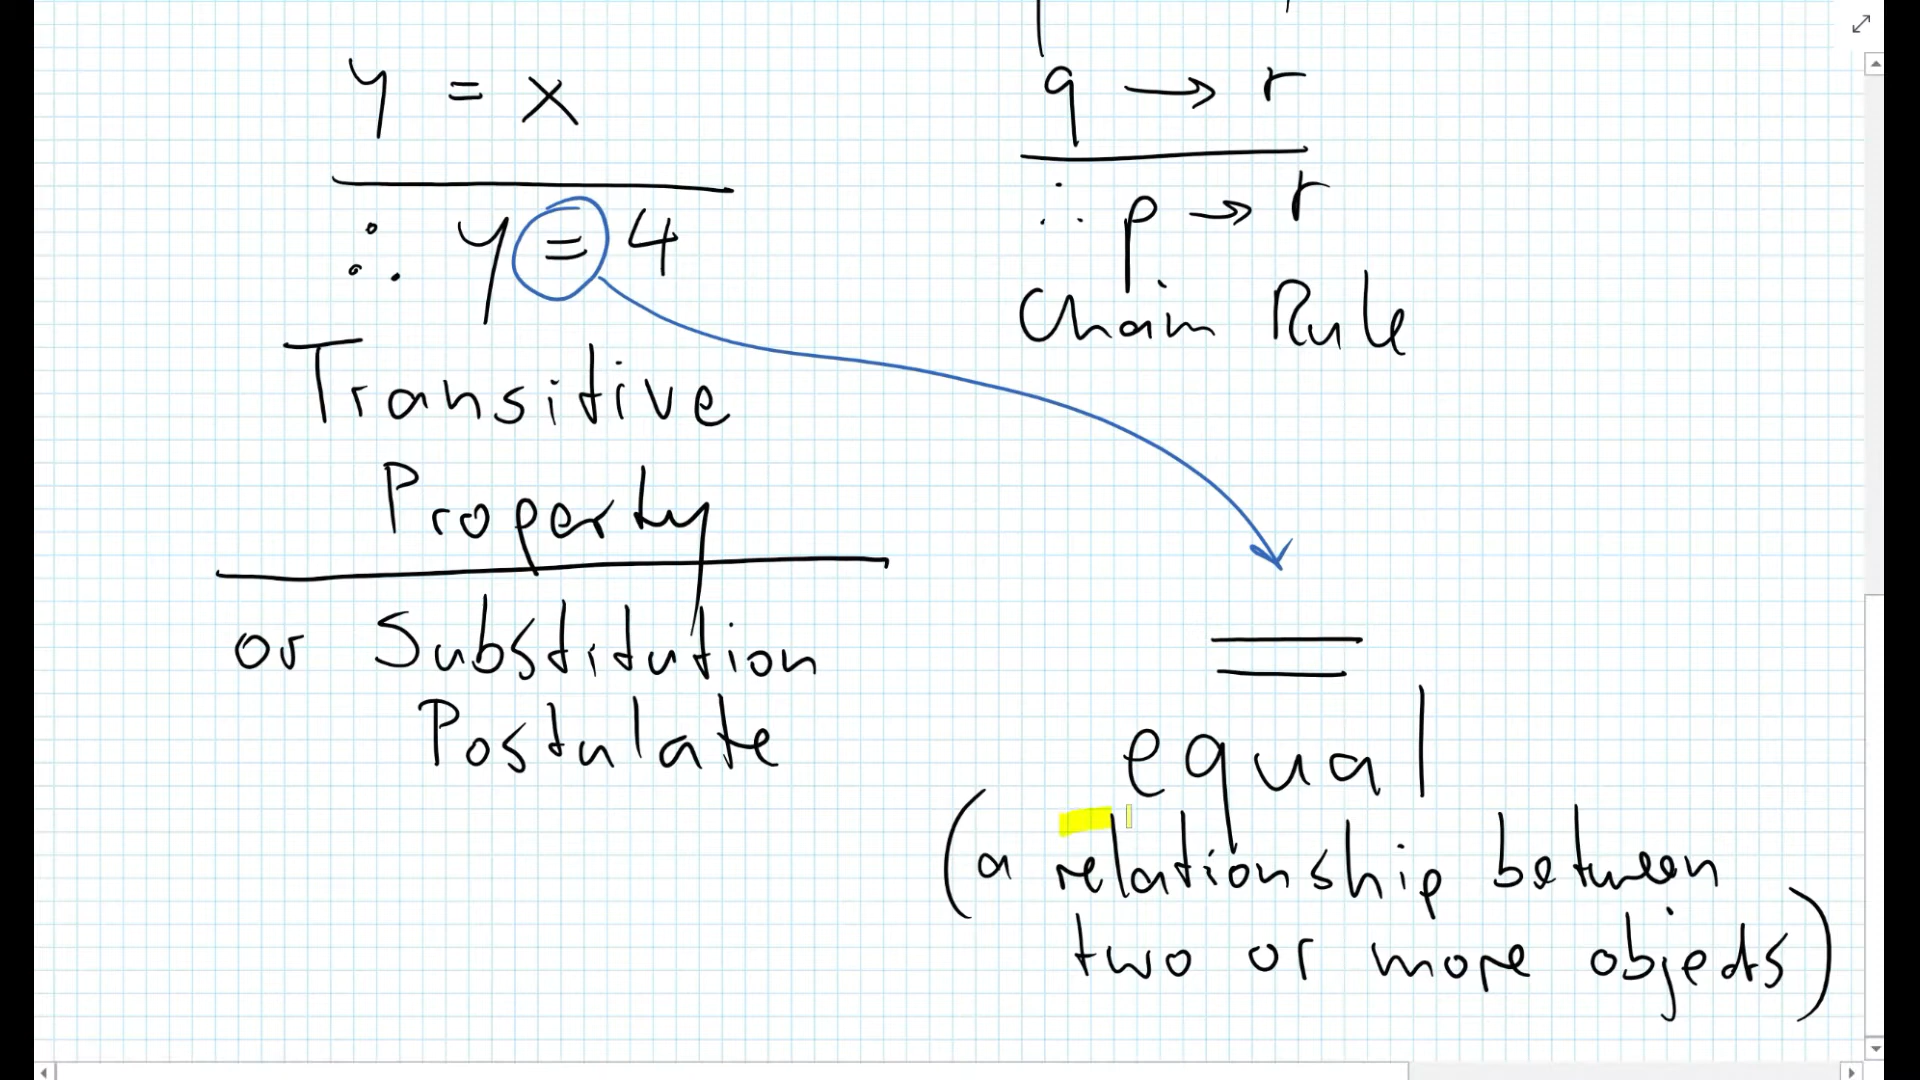 y = x
∴ y = 4
Transitive
Property
or Substitution
Postulate
q → r
∴ p → r
Chain Rule
=
equal
(a relationship between
two or more objects)